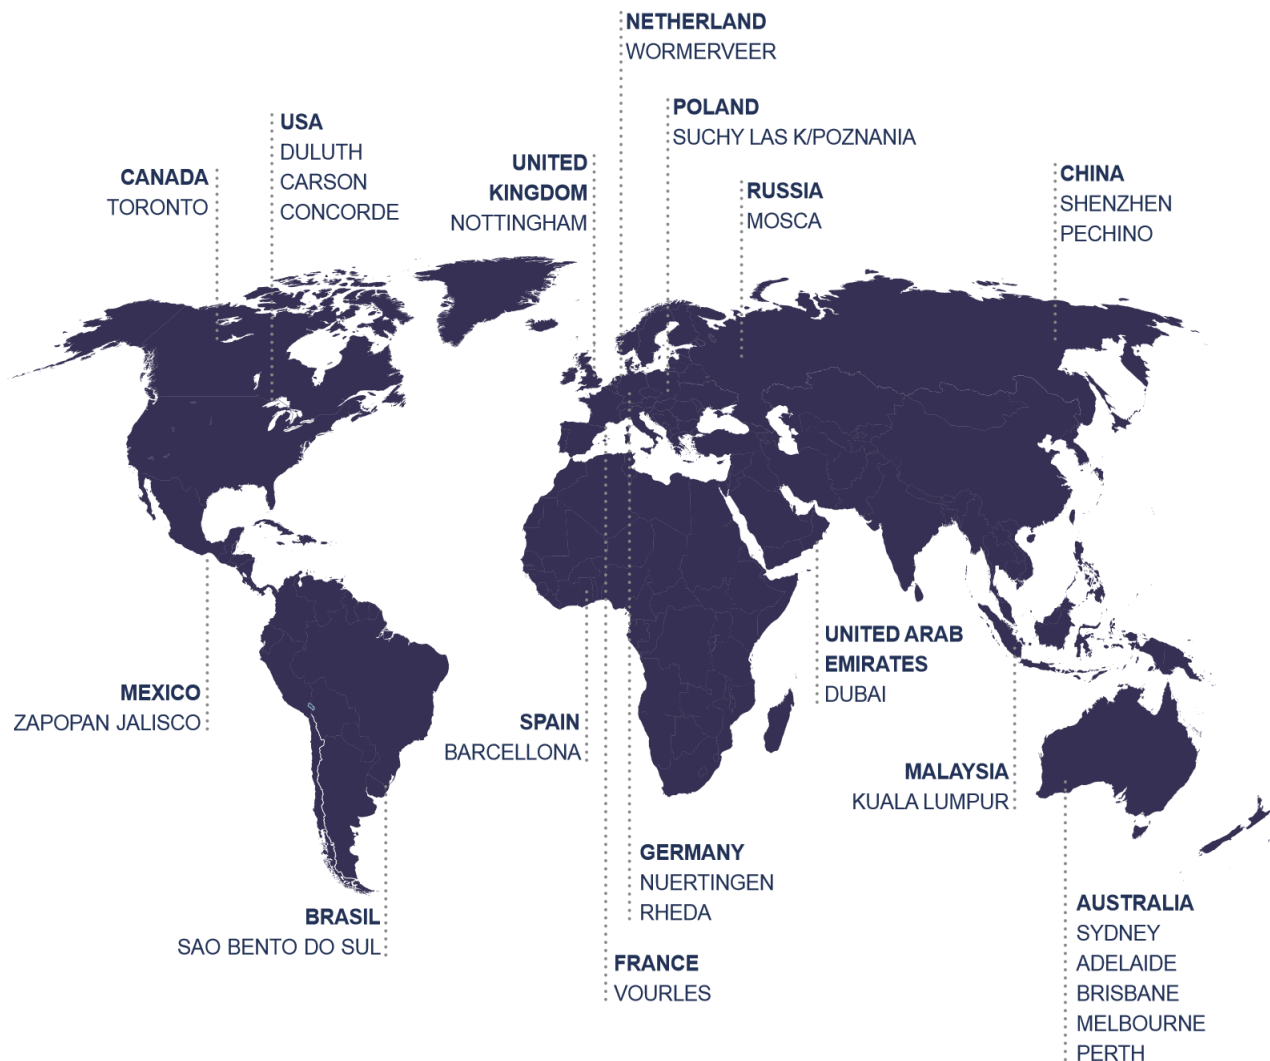 NETHERLAND
WORMERVEER
POLAND
SUCHY LAS K/POZNANIA
USA
DULUTH
CARSON
CONCORDE
CANADA
TORONTO
UNITED
KINGDOM
NOTTINGHAM
RUSSIA
MOSCA
CHINA
SHENZHEN
PECHINO
UNITED ARAB
EMIRATES
DUBAI
MEXICO
ZAPOPAN JALISCO
SPAIN
BARCELLONA
MALAYSIA
KUALA LUMPUR
GERMANY
NUERTINGEN
RHEDA
BRASIL
SAO BENTO DO SUL
FRANCE
VOURLES
AUSTRALIA
SYDNEY
ADELAIDE
BRISBANE
MELBOURNE
PERTH